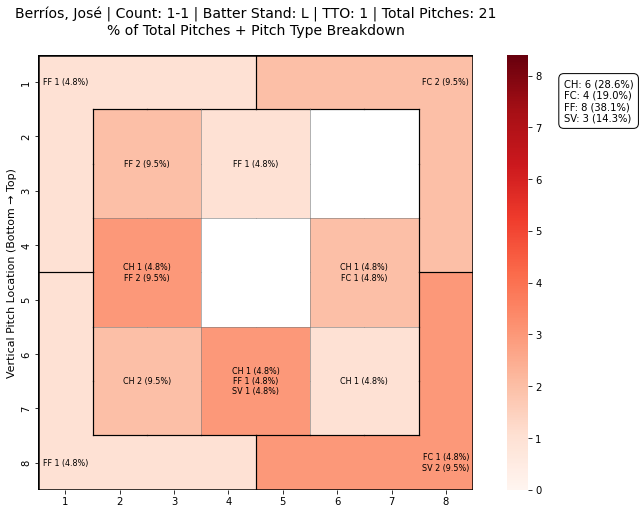 Berríos, José | Count: 1-1 | Batter Stand: L | TTO: 1 | Total Pitches: 21
% of Total Pitches + Pitch Type Breakdown
FF 1 (4.8%)
FC 2 (9.5%)
FF 2 (9.5%)
FF 1 (4.8%)
CH 1 (4.8%)
FF 2 (9.5%)
CH 1 (4.8%)
FC 1 (4.8%)
CH 2 (9.5%)
CH 1 (4.8%)
FF 1 (4.8%)
SV 1 (4.8%)
CH 1 (4.8%)
FF 1 (4.8%)
FC 1 (4.8%)
SV 2 (9.5%)
Vertical Pitch Location (Bottom → Top)
1
2
3
4
5
6
7
8
1 2 3 4 5 6 7 8
8
7
6
5
4
3
2
1
0
CH: 6 (28.6%)
FC: 4 (19.0%)
FF: 8 (38.1%)
SV: 3 (14.3%)